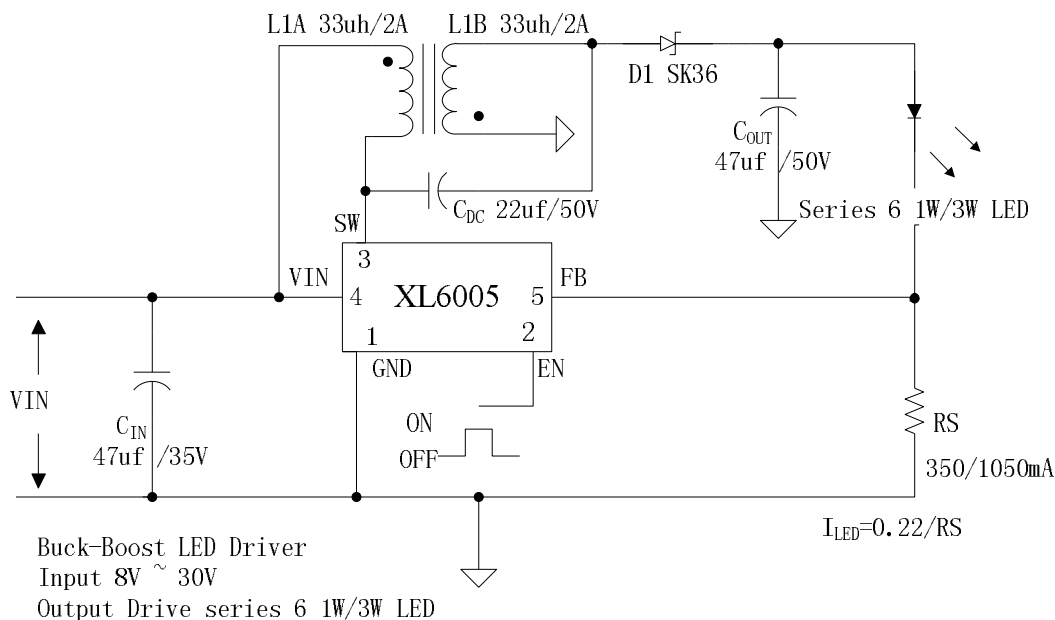 L1A 33uh/2A
L1B 33uh/2A
D1 SK36
COUT
47uf /50V
CDC 22uf/50V
Series 6 1W/3W LED
SW
3
VIN
4
XL6005
5
FB
1
2
GND
EN
VIN
CIN
47uf /35V
ON
OFF
RS
350/1050mA
ILED=0.22/RS
Buck-Boost LED Driver
Input 8V ~ 30V
Output Drive series 6 1W/3W LED